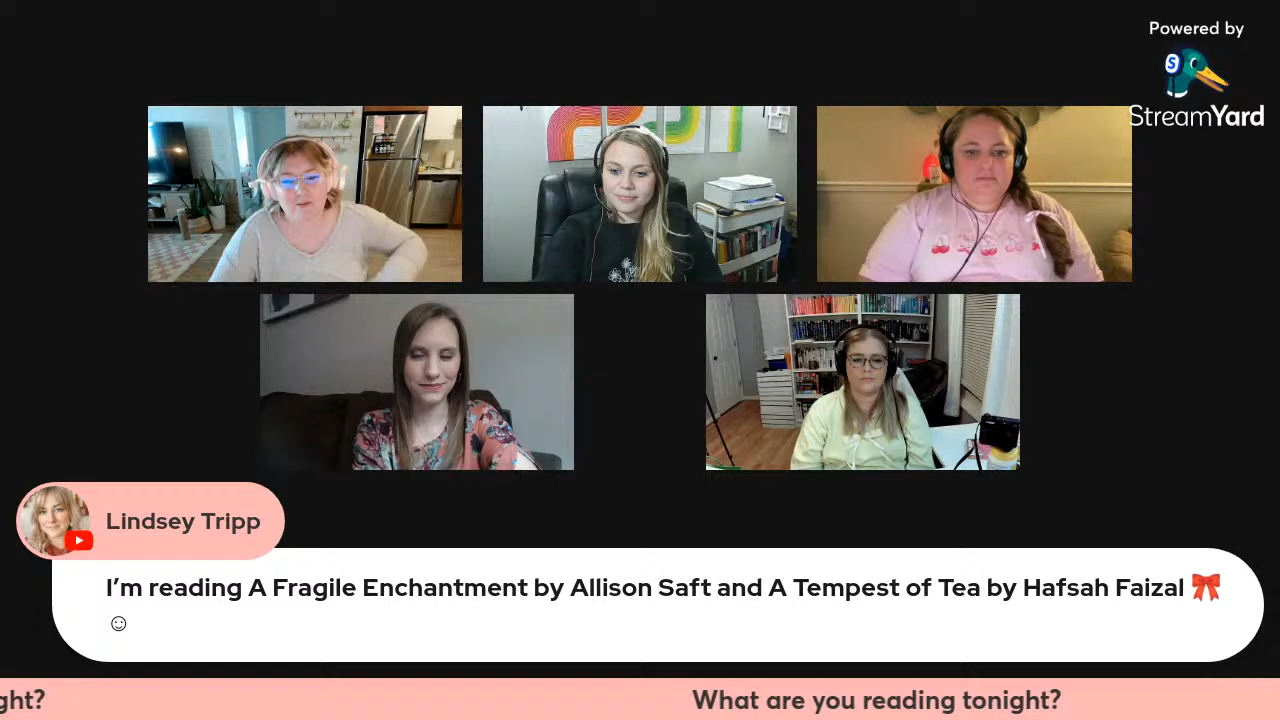 Powered by
StreamYard
Lindsey Tripp
I’m reading A Fragile Enchantment by Allison Saft and A Tempest of Tea by Hafsah Faizal 🎀
☺
ght? What are you reading tonight?